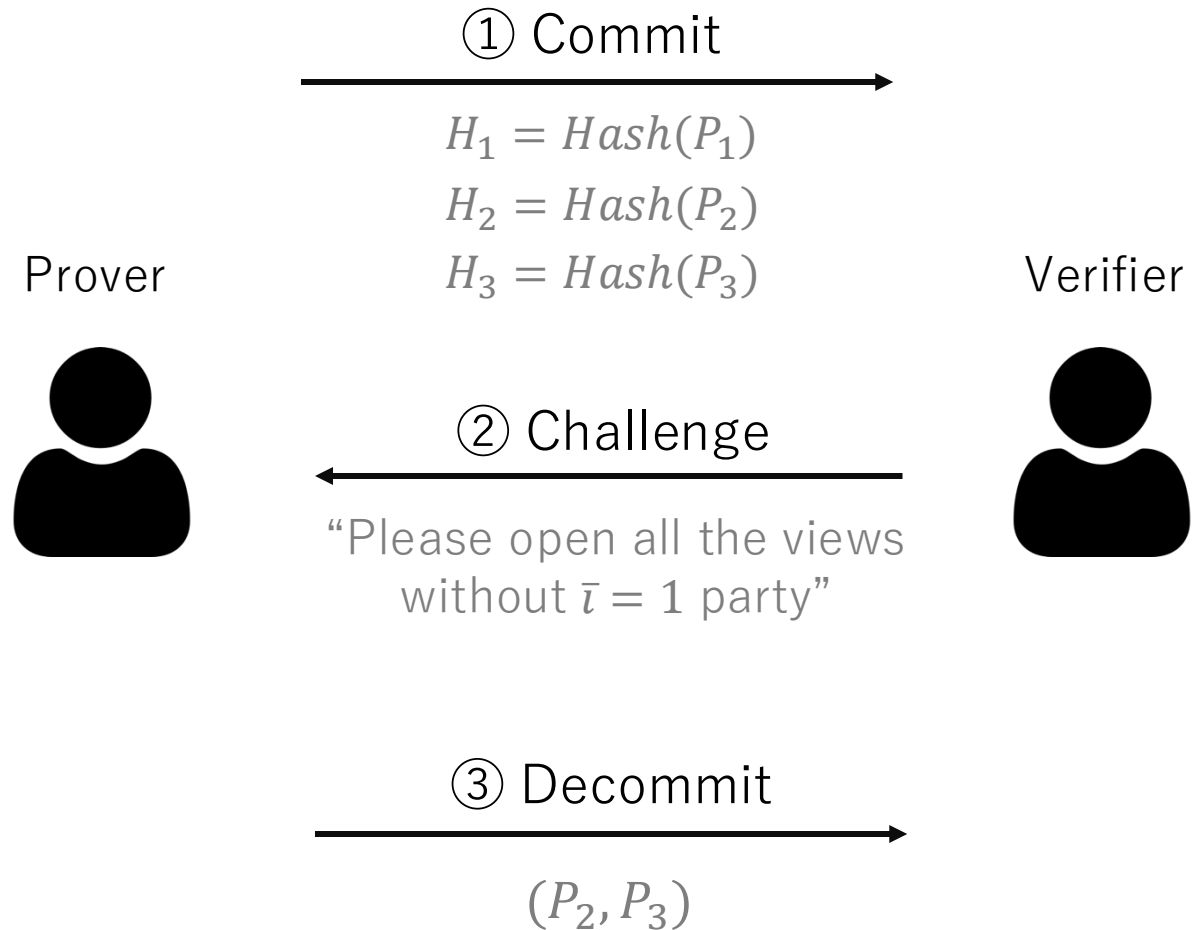 ① Commit
H₁ = Hash(P₁)
H₂ = Hash(P₂)
H₃ = Hash(P₃)
Prover
Verifier
② Challenge
“Please open all the views
without ī = 1 party”
③ Decommit
(P₂, P₃)